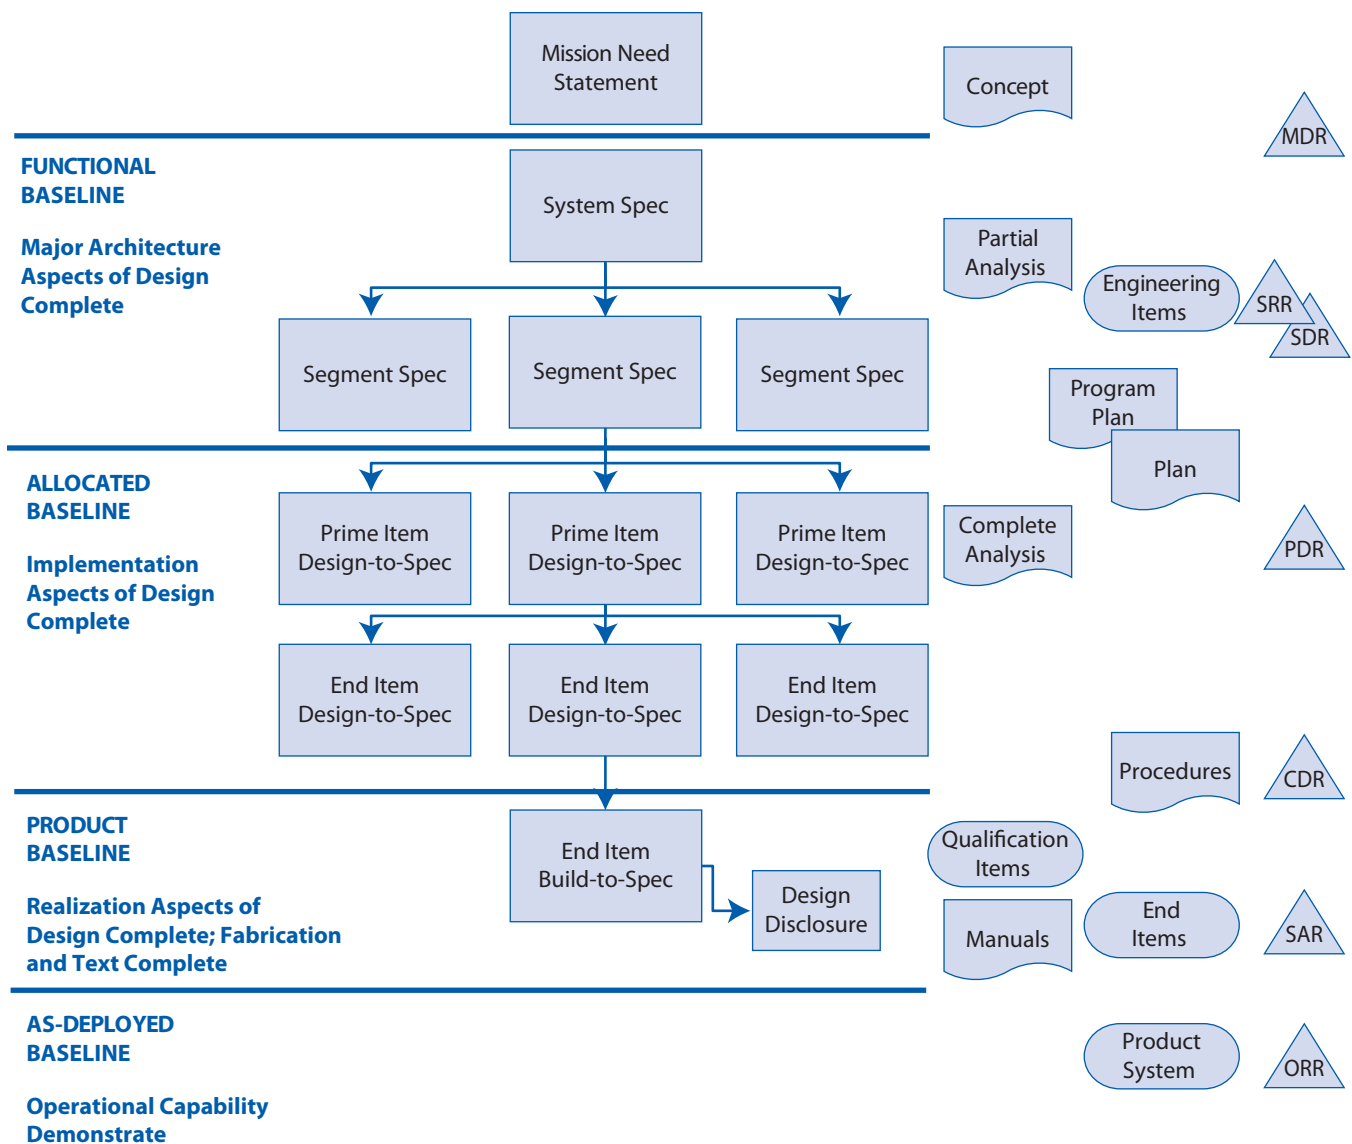 Mission Need
Statement
Concept
MDR
FUNCTIONAL
BASELINE
Major Architecture
Aspects of Design
Complete
System Spec
Partial
Analysis
Engineering
Items
SRR
SDR
Segment Spec
Segment Spec
Segment Spec
Program
Plan
Plan
ALLOCATED
BASELINE
Implementation
Aspects of Design
Complete
Prime Item
Design-to-Spec
Prime Item
Design-to-Spec
Prime Item
Design-to-Spec
Complete
Analysis
PDR
End Item
Design-to-Spec
End Item
Design-to-Spec
End Item
Design-to-Spec
Procedures
CDR
PRODUCT
BASELINE
Realization Aspects of
Design Complete; Fabrication
and Text Complete
End Item
Build-to-Spec
Design
Disclosure
Qualification
Items
Manuals
End
Items
SAR
AS-DEPLOYED
BASELINE
Operational Capability
Demonstrate
Product
System
ORR